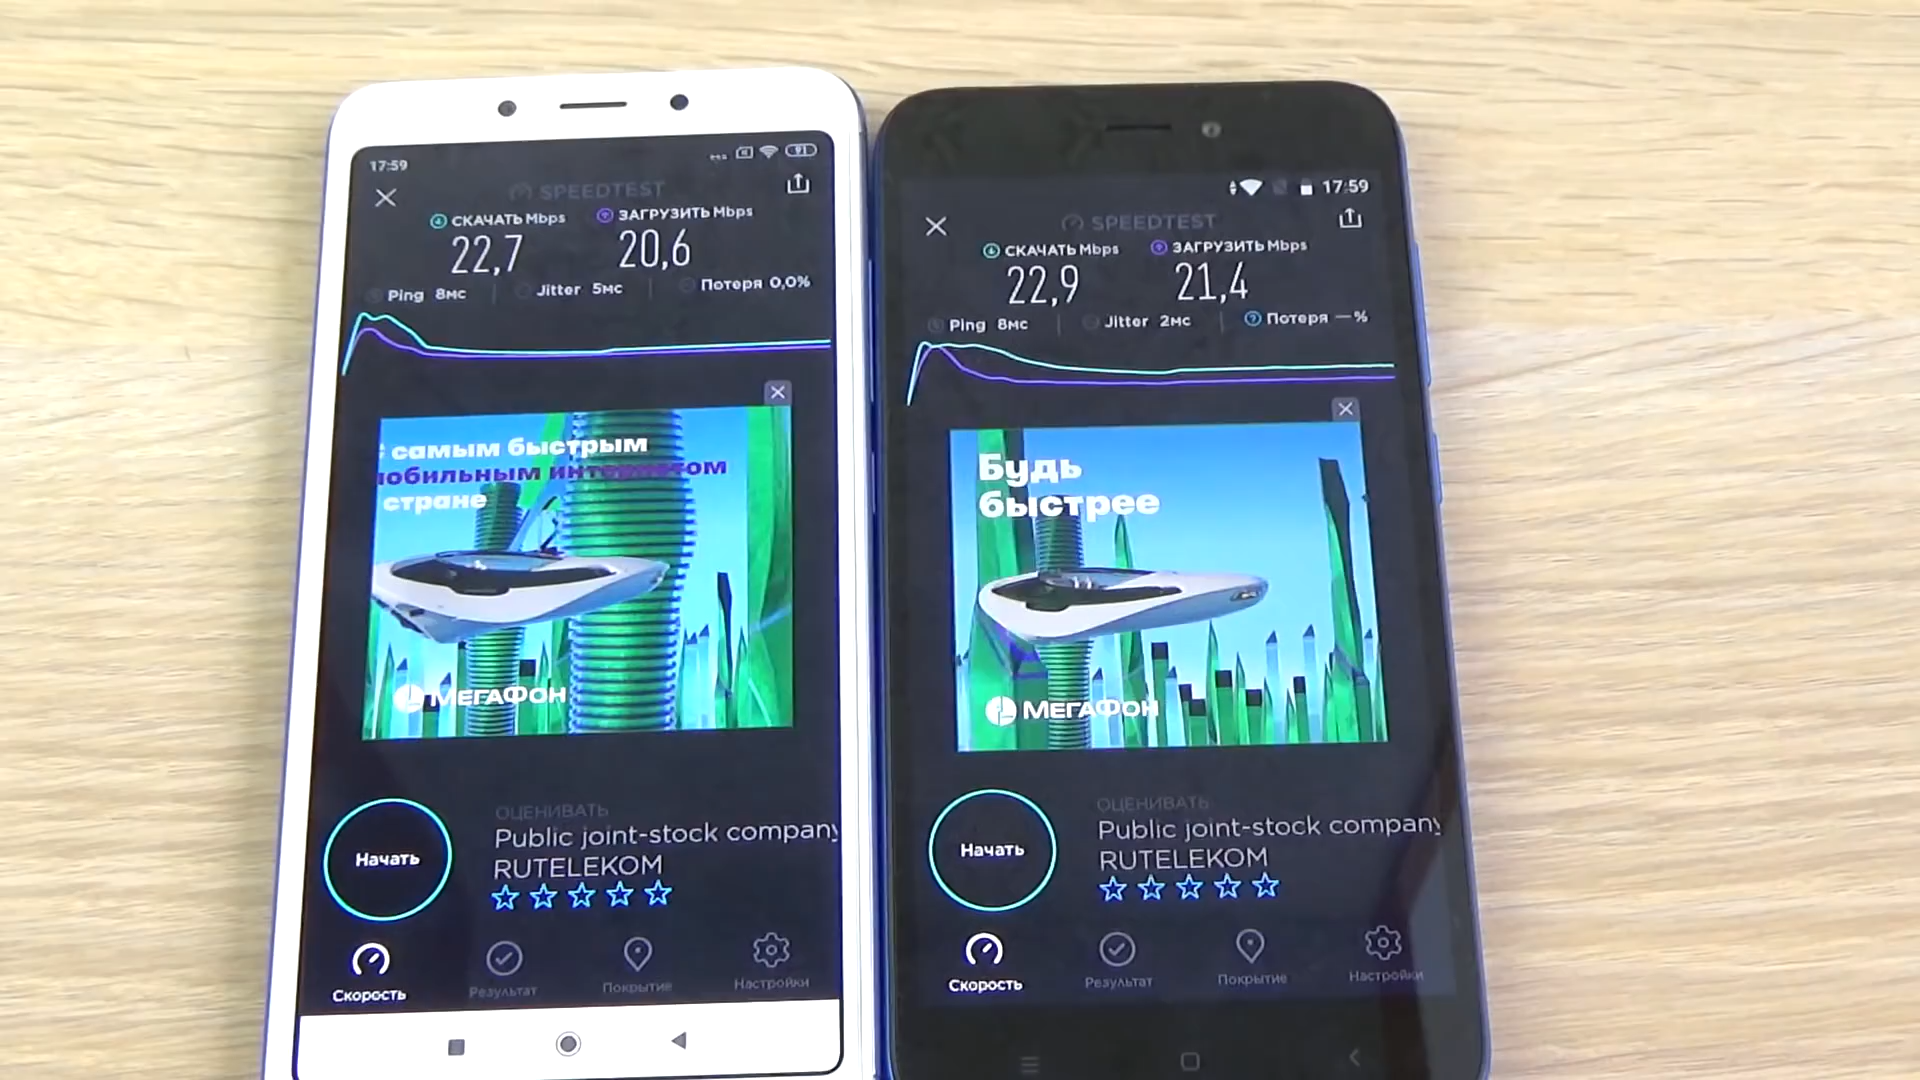 17:59
91
SPEEDTEST
СКАЧАТЬ Mbps
ЗАГРУЗИТЬ Mbps
22,7
20,6
Ping 8мс
Jitter 5мс
Потеря 0,0%
самым быстрым
мобильным интернетом
стране
МЕГАФОН
Начать
ОЦЕНИВАТЬ
Public joint-stock company
RUTELEKOM
Скорость
Результат
Покрытие
Настройки
17:59
SPEEDTEST
СКАЧАТЬ Mbps
ЗАГРУЗИТЬ Mbps
22,9
21,4
Ping 8мс
Jitter 2мс
Потеря —%
Будь
быстрее
МЕГАФОН
Начать
ОЦЕНИВАТЬ
Public joint-stock company
RUTELEKOM
Скорость
Результат
Покрытие
Настройки